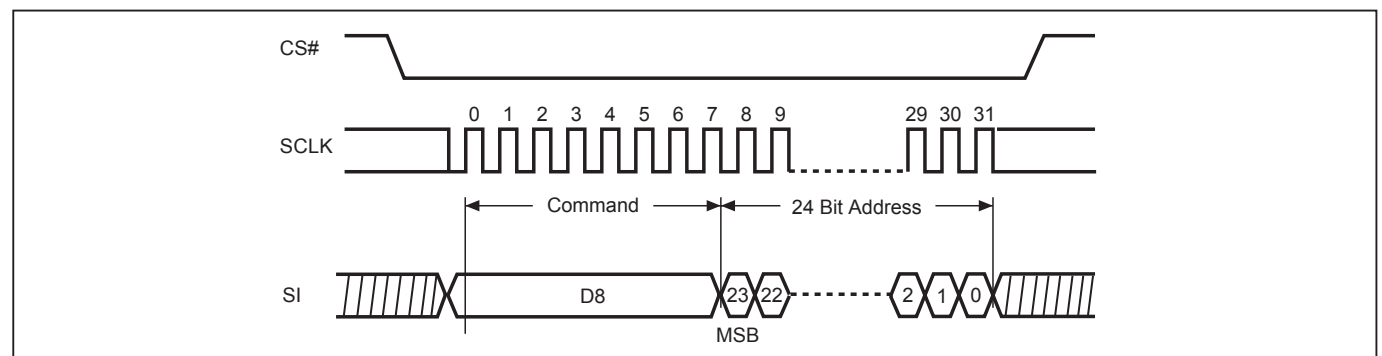 CS#
0 1 2 3 4 5 6 7 8 9 29 30 31
SCLK
Command 24 Bit Address
SI D8 23 22 2 1 0
MSB